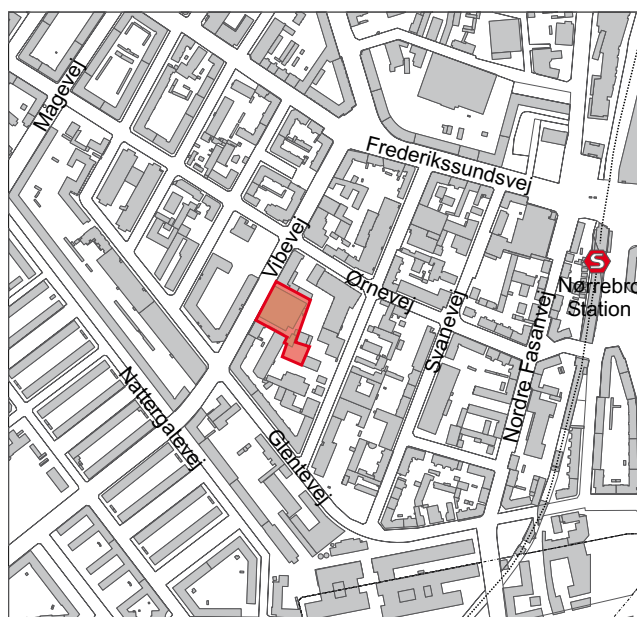 Mågevej
Frederikssundsvej
Vibevej
Ørnevej
S
Nørrebro
Station
Svanevej
Nordre Fasanvej
Nattergalevej
Glentevej